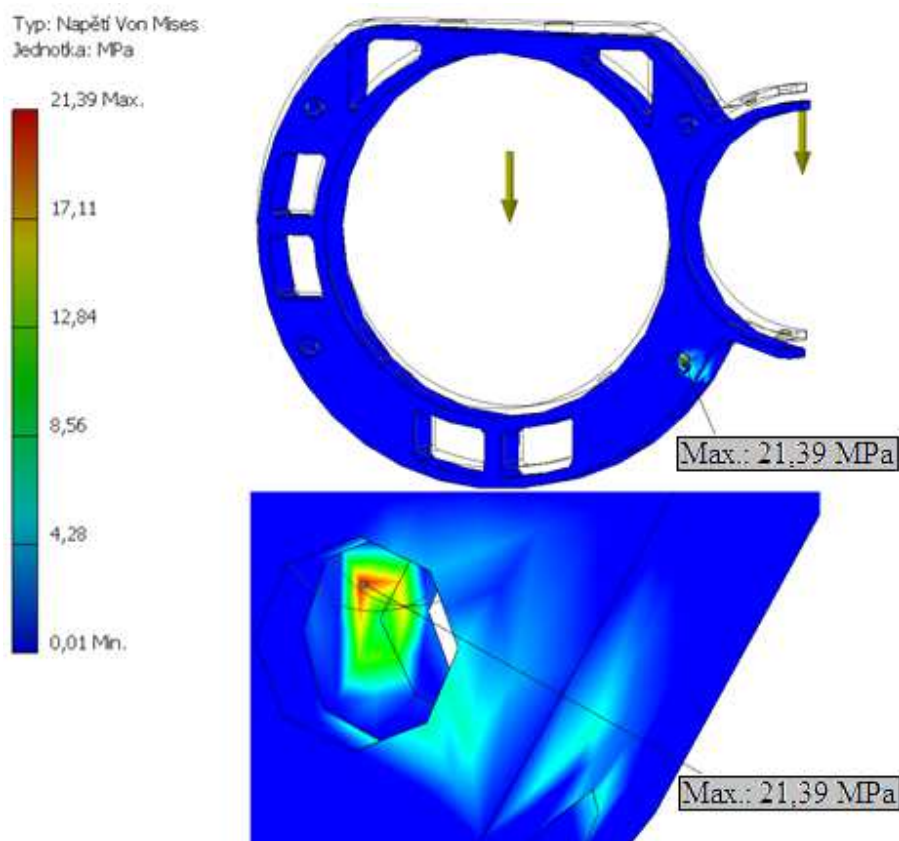 Typ: Napětí Von Mises
Jednotka: MPa
21,39 Max.
17,11
12,84
8,56
4,28
0,01 Min.
Max.: 21,39 MPa
Max.: 21,39 MPa